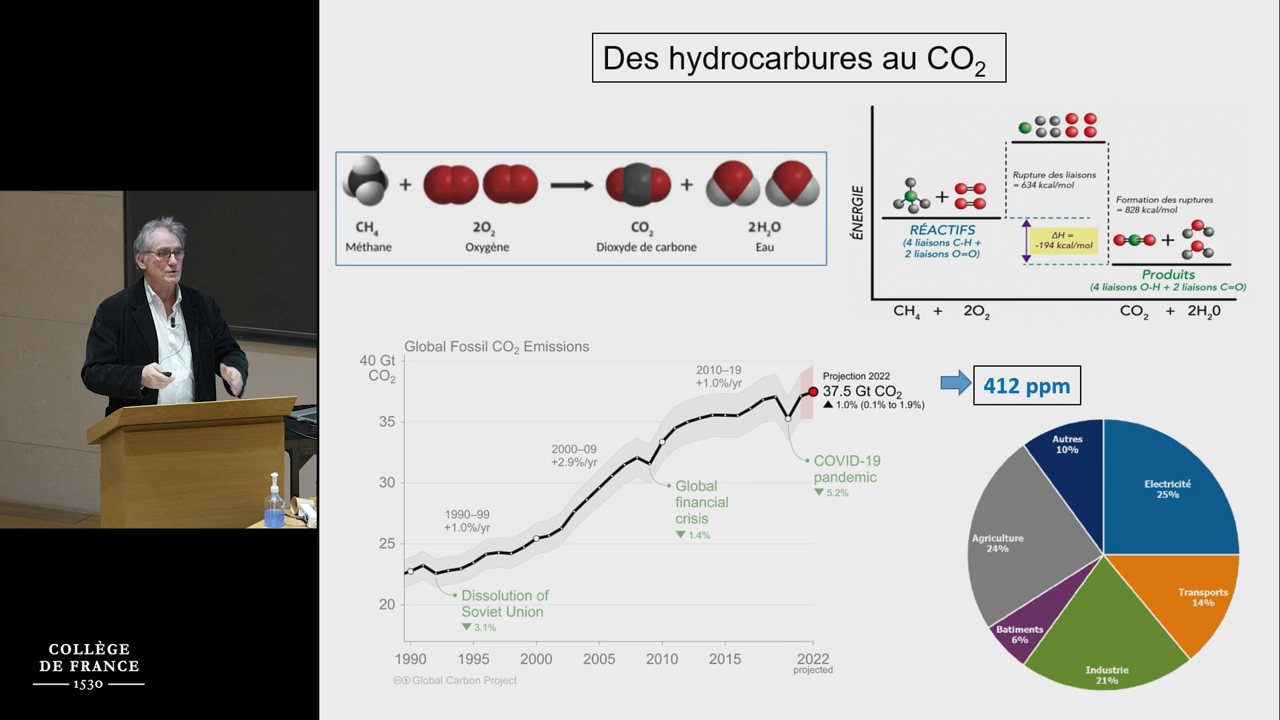 Des hydrocarbures au CO₂
CH₄ + 2O₂ → CO₂ + 2H₂O
Méthane Oxygène Dioxyde de carbone Eau
ÉNERGIE
RÉACTIFS
(4 liaisons C-H +
2 liaisons O=O)
Rupture des liaisons
= 634 kcal/mol
ΔH =
-194 kcal/mol
Formation des ruptures
= 828 kcal/mol
Produits
(4 liaisons O-H + 2 liaisons C=O)
CH₄ + 2O₂
CO₂ + 2H₂0
Global Fossil CO₂ Emissions
40 Gt
CO₂
35
30
25
20
1990–99
+1.0%/yr
2000–09
+2.9%/yr
2010–19
+1.0%/yr
Projection 2022
37.5 Gt CO₂
▲ 1.0% (0.1% to 1.9%)
Dissolution of
Soviet Union
▼ 3.1%
Global
financial
crisis
▼ 1.4%
COVID-19
pandemic
▼ 5.2%
1990 1995 2000 2005 2010 2015 2022
projected
Global Carbon Project
412 ppm
Autres
10%
Electricité
25%
Agriculture
24%
Transports
14%
Batiments
6%
Industrie
21%
COLLÈGE
DE FRANCE
1530